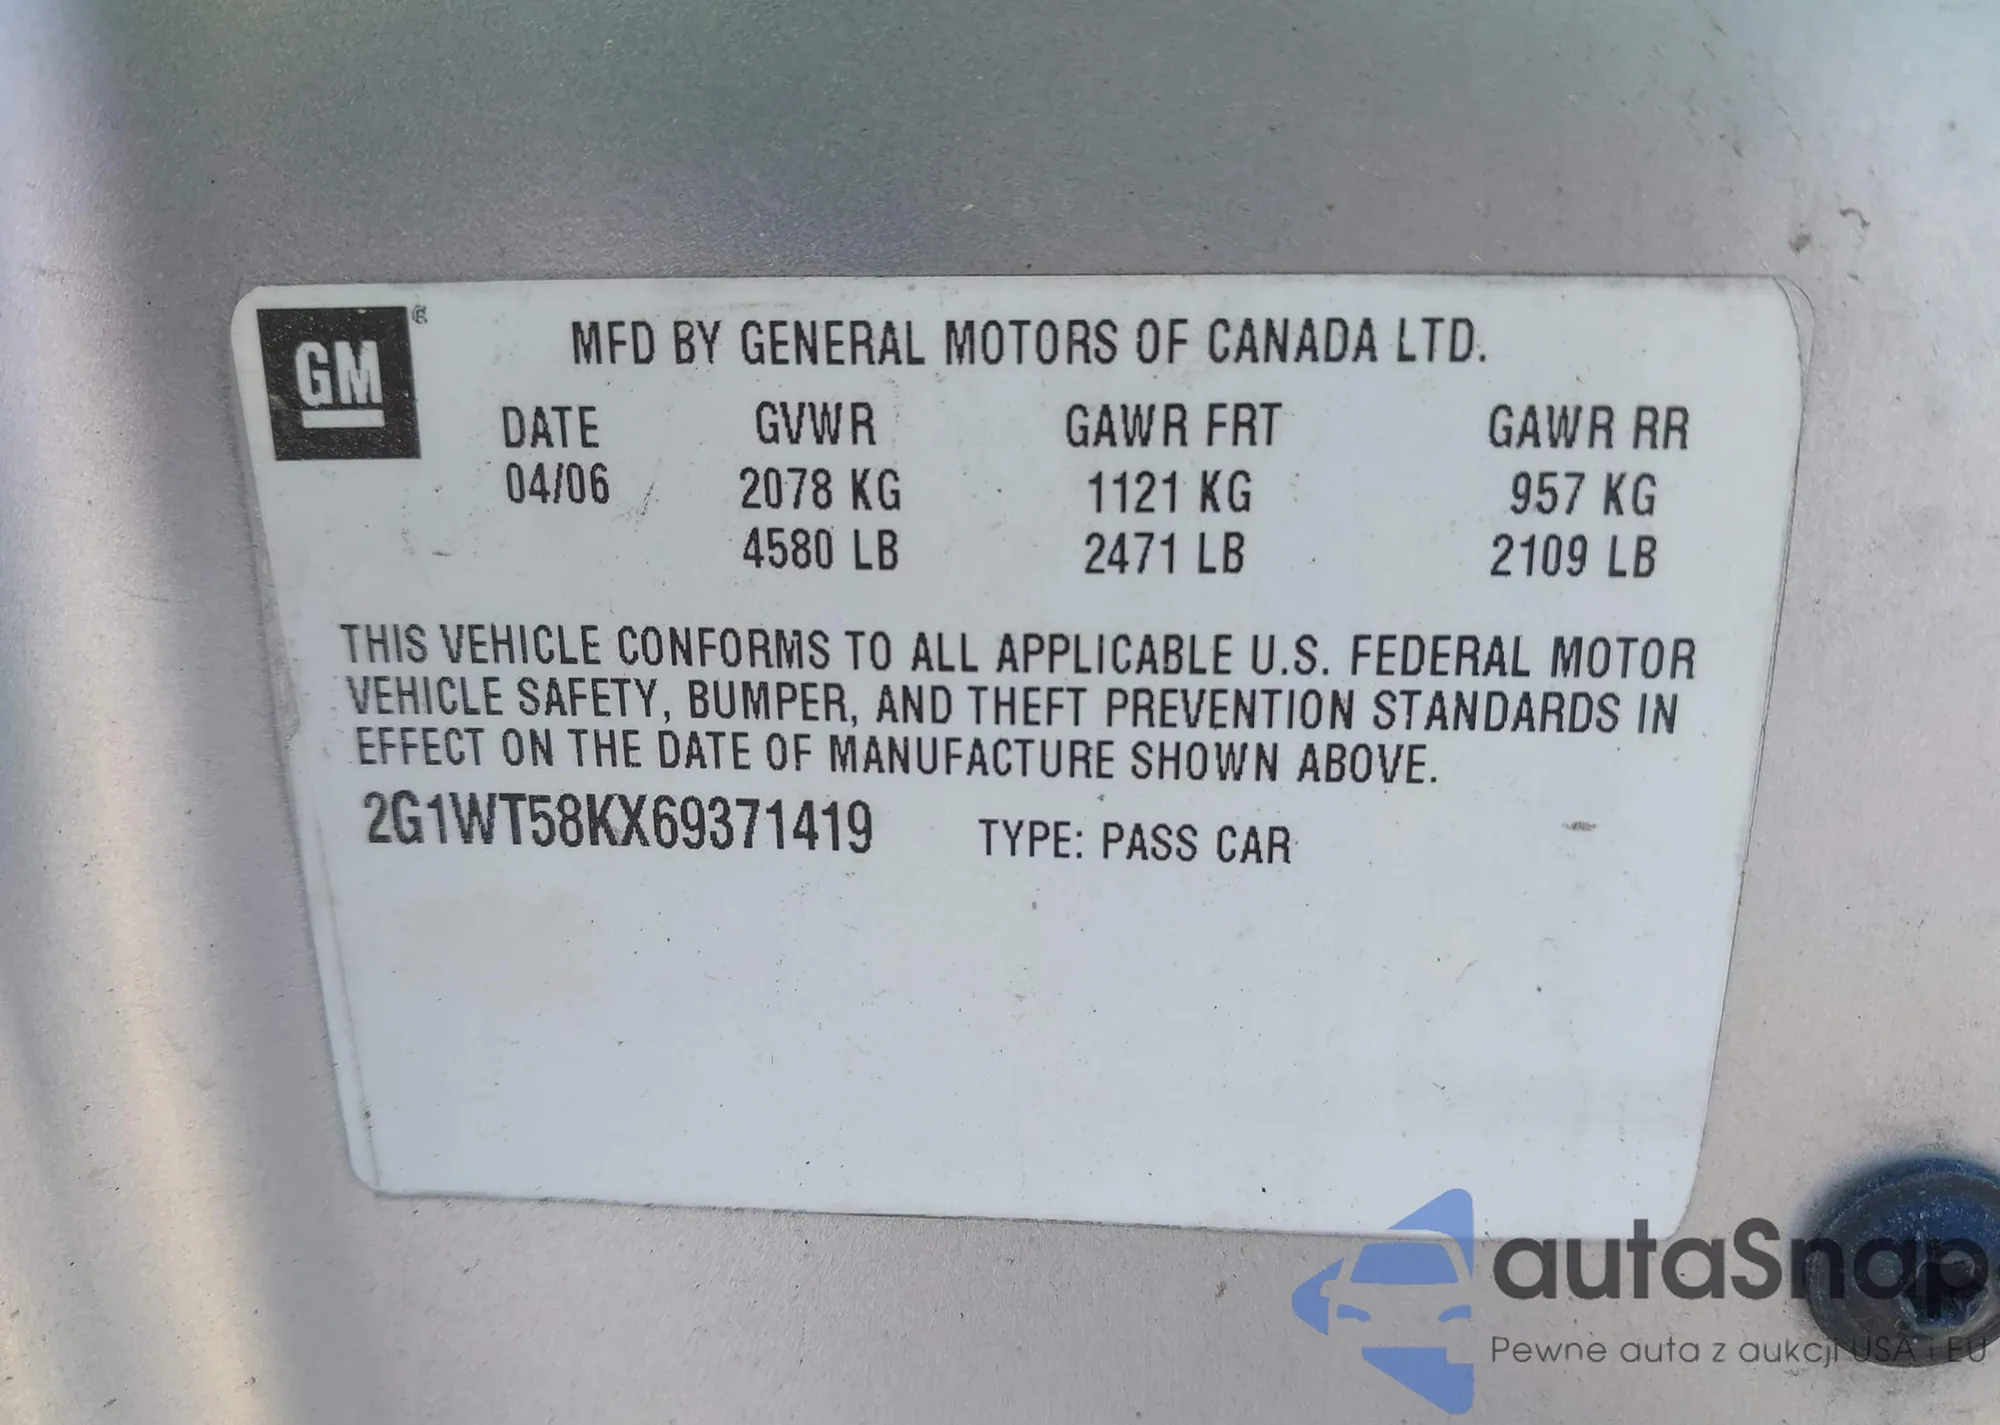 GM ®
MFD BY GENERAL MOTORS OF CANADA LTD.
DATE GVWR GAWR FRT GAWR RR
04/06 2078 KG 1121 KG 957 KG
4580 LB 2471 LB 2109 LB
THIS VEHICLE CONFORMS TO ALL APPLICABLE U.S. FEDERAL MOTOR
VEHICLE SAFETY, BUMPER, AND THEFT PREVENTION STANDARDS IN
EFFECT ON THE DATE OF MANUFACTURE SHOWN ABOVE.
2G1WT58KX69371419 TYPE: PASS CAR
autaSnap
Pewne auta z aukcji USA i EU